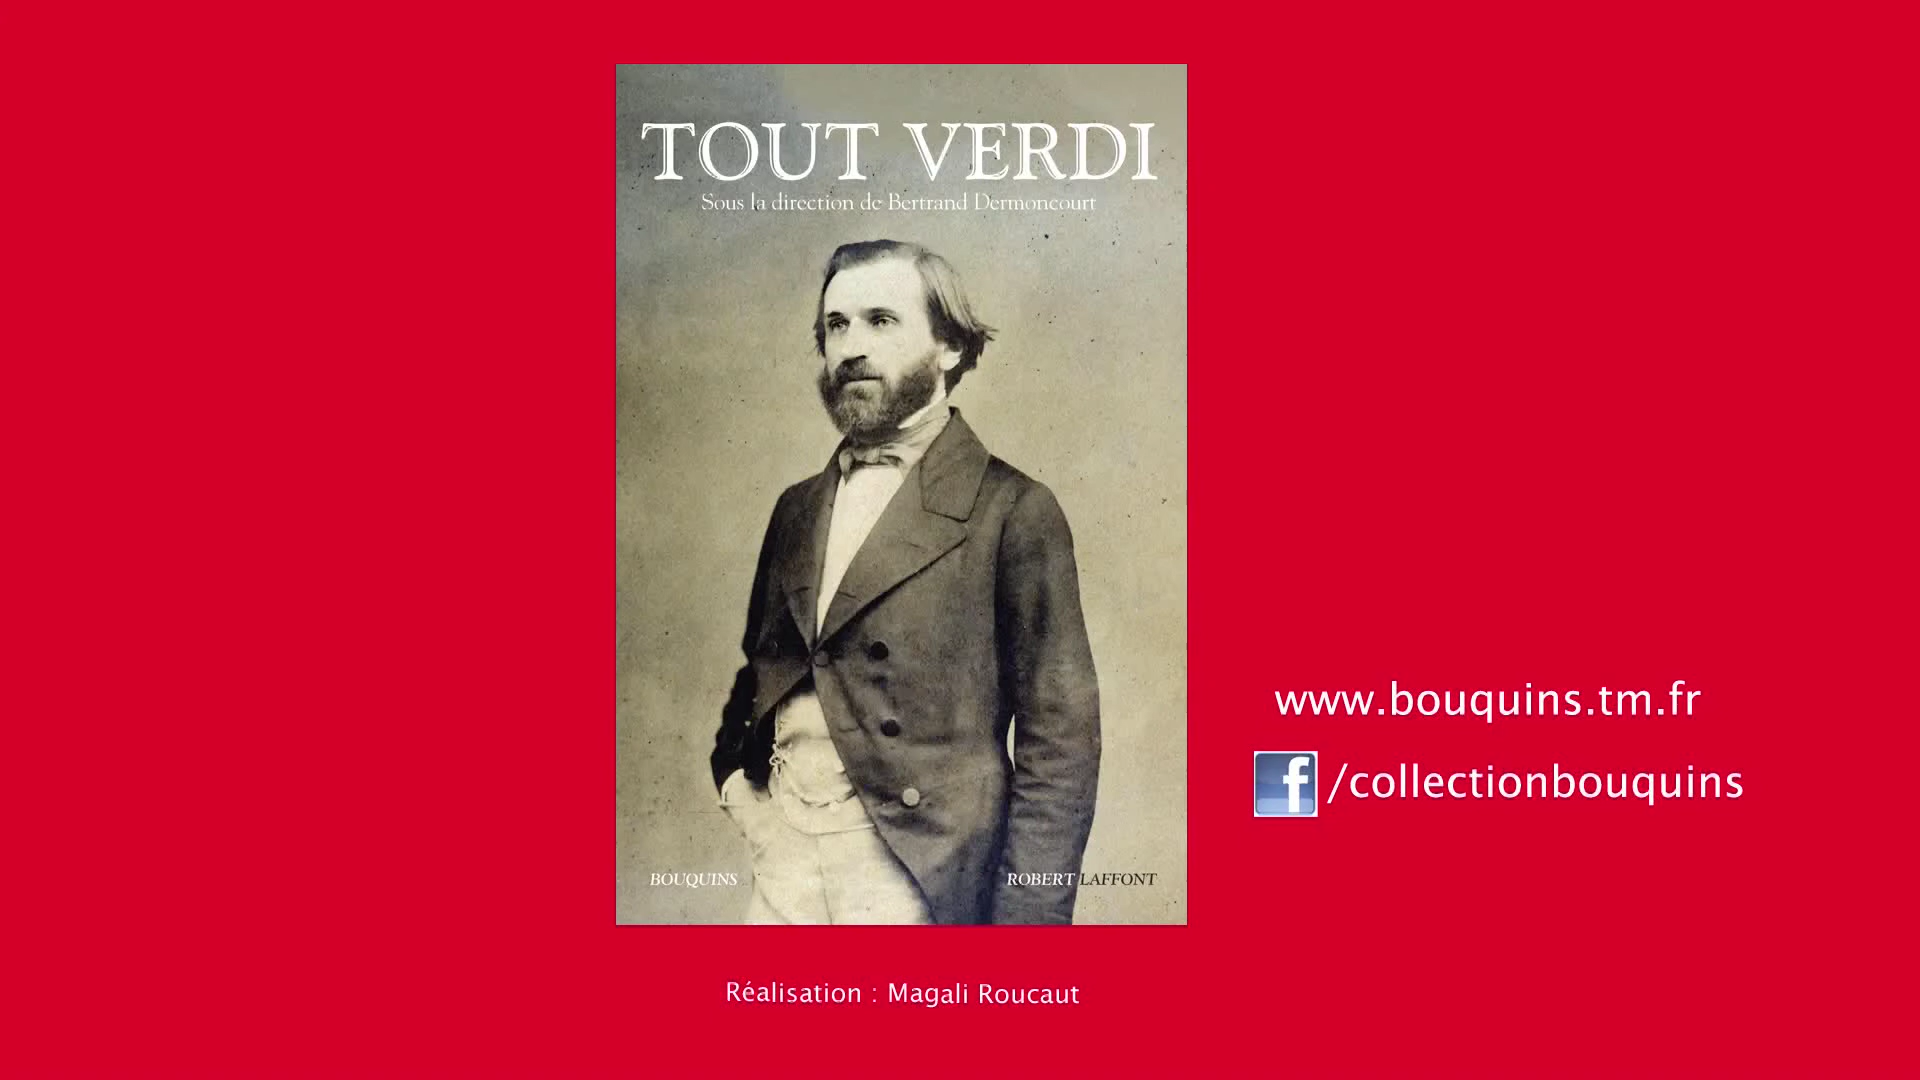 TOUT VERDI
Sous la direction de Bertrand Dermoncourt
BOUQUINS
ROBERT LAFFONT
www.bouquins.tm.fr
f /collectionbouquins
Réalisation : Magali Roucaut